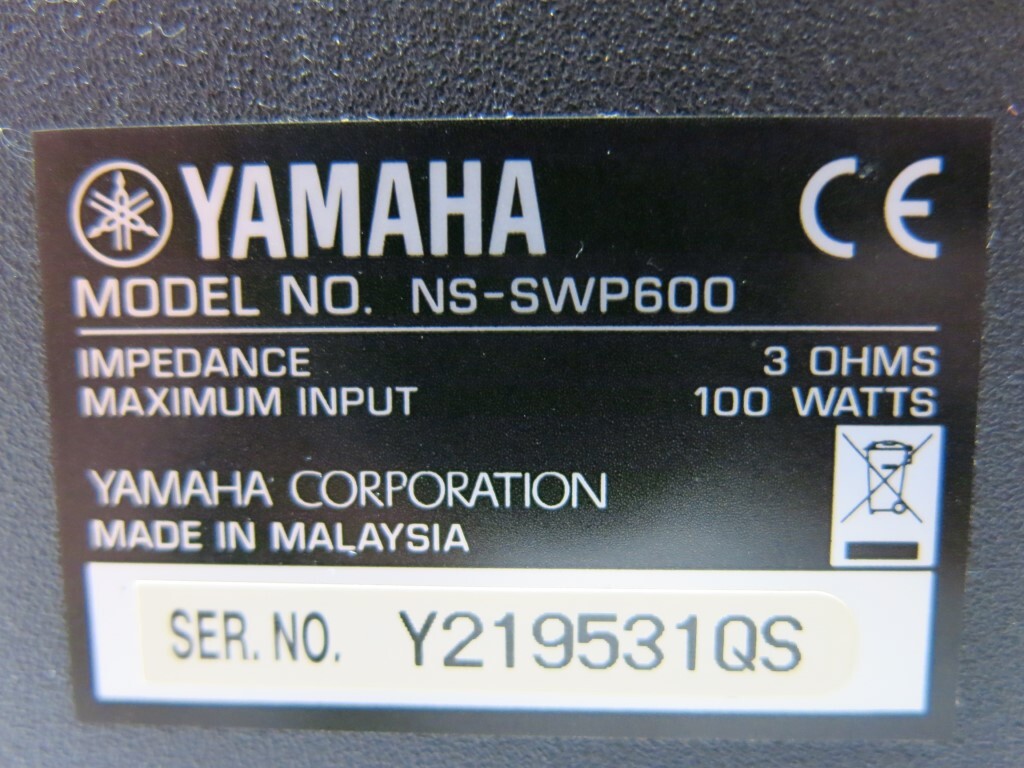 YAMAHA CE
MODEL NO. NS-SWP600
IMPEDANCE 3 OHMS
MAXIMUM INPUT 100 WATTS
YAMAHA CORPORATION
MADE IN MALAYSIA
SER. NO. Y219531QS